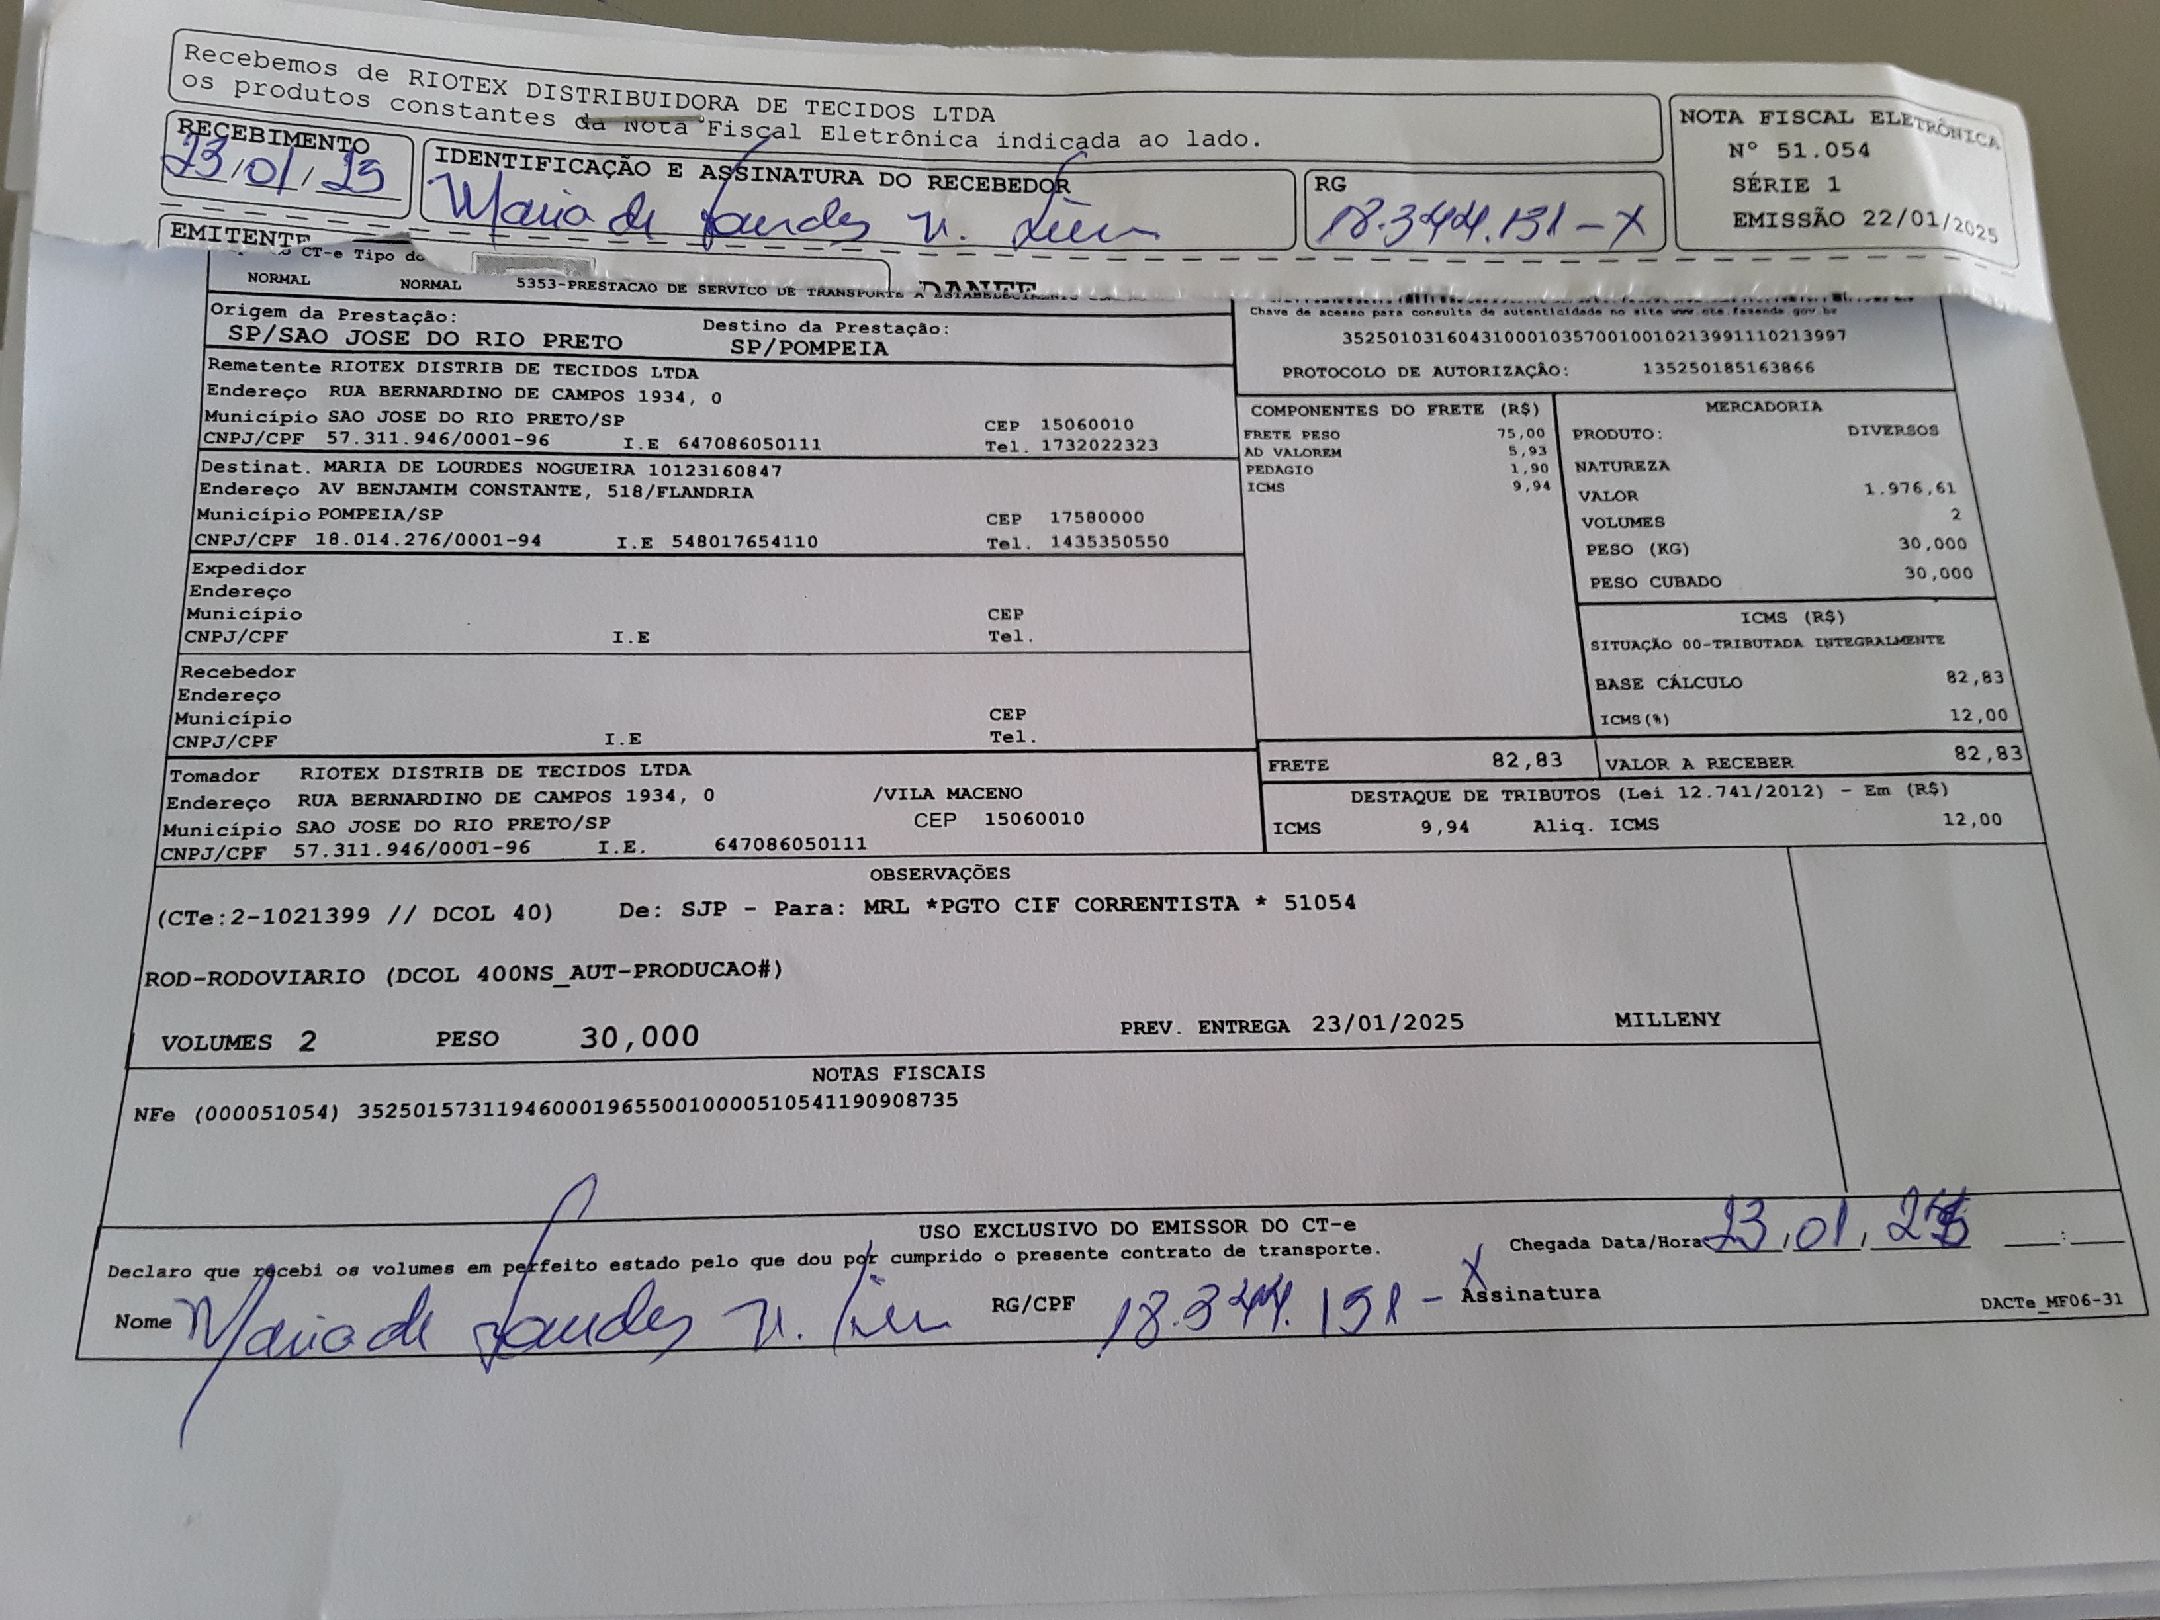 Recebemos de RIOTEX DISTRIBUIDORA DE TECIDOS LTDA
os produtos constantes da Nota Fiscal Eletrônica indicada ao lado.
NOTA FISCAL ELETRÔNICA
Nº 51.054
SÉRIE 1
EMISSÃO 22/01/2025
RECEBIMENTO
23/01/25
IDENTIFICAÇÃO E ASSINATURA DO RECEBEDOR
Maria de Lourdes N.
RG
18.344.151-X
EMITENTE
CT-e Tipo do
DANFE
NORMAL NORMAL 5353-PRESTACAO DE SERVICO DE TRANSPORTE A ESTABELECIMENTO
Origem da Prestação:
SP/SAO JOSE DO RIO PRETO
Destino da Prestação:
SP/POMPEIA
Chave de acesso para consulta de autenticidade no site www.cte.fazenda.gov.br
35250103160431000103570010010213991110213997
PROTOCOLO DE AUTORIZAÇÃO: 135250185163866
Remetente RIOTEX DISTRIB DE TECIDOS LTDA
Endereço RUA BERNARDINO DE CAMPOS 1934, 0
Município SAO JOSE DO RIO PRETO/SP CEP 15060010
CNPJ/CPF 57.311.946/0001-96 I.E 647086050111 Tel. 1732022323
Destinat. MARIA DE LOURDES NOGUEIRA 10123160847
Endereço AV BENJAMIM CONSTANTE, 518/FLANDRIA
Município POMPEIA/SP CEP 17580000
CNPJ/CPF 18.014.276/0001-94 I.E 548017654110 Tel. 1435350550
Expedidor
Endereço
Município CEP
CNPJ/CPF I.E Tel.
Recebedor
Endereço
Município CEP
CNPJ/CPF I.E Tel.
Tomador RIOTEX DISTRIB DE TECIDOS LTDA
Endereço RUA BERNARDINO DE CAMPOS 1934, 0 /VILA MACENO
Município SAO JOSE DO RIO PRETO/SP CEP 15060010
CNPJ/CPF 57.311.946/0001-96 I.E. 647086050111
COMPONENTES DO FRETE (R$)
FRETE PESO 75,00
AD VALOREM 5,93
PEDAGIO 1,90
ICMS 9,94
MERCADORIA
PRODUTO: DIVERSOS
NATUREZA
VALOR 1.976,61
VOLUMES 2
PESO (KG) 30,000
PESO CUBADO 30,000
ICMS (R$)
SITUAÇÃO 00-TRIBUTADA INTEGRALMENTE
BASE CÁLCULO 82,83
ICMS(%) 12,00
FRETE 82,83 VALOR A RECEBER 82,83
DESTAQUE DE TRIBUTOS (Lei 12.741/2012) - Em (R$)
ICMS 9,94 Aliq. ICMS 12,00
OBSERVAÇÕES
(CTe:2-1021399 // DCOL 40) De: SJP - Para: MRL *PGTO CIF CORRENTISTA * 51054
ROD-RODOVIARIO (DCOL 400NS_AUT-PRODUCAO#)
VOLUMES 2 PESO 30,000 PREV. ENTREGA 23/01/2025 MILLENY
NOTAS FISCAIS
NFe (000051054) 35250157311946000196550010000510541190908735
USO EXCLUSIVO DO EMISSOR DO CT-e
Declaro que recebi os volumes em perfeito estado pelo que dou por cumprido o presente contrato de transporte.
Chegada Data/Hora 23/01/25 __:__
Nome Maria de Lourdes N. RG/CPF 18.344.151-X Assinatura
DACTe_MF06-31